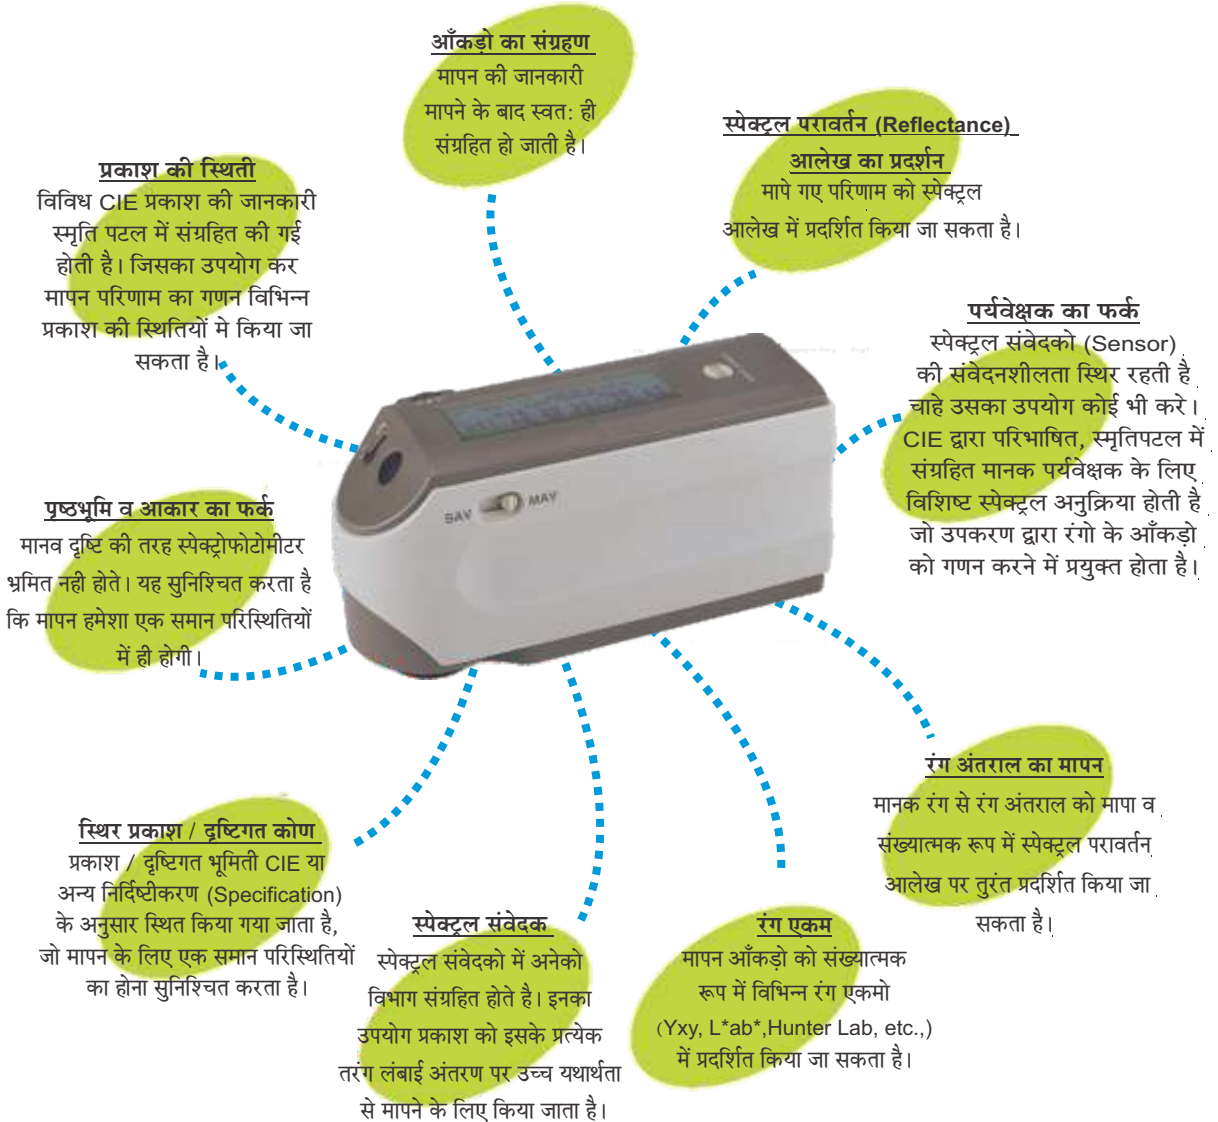 आँकड़ो का संग्रहण
मापन की जानकारी
मापने के बाद स्वत: ही
संग्रहित हो जाती है।
स्पेक्ट्रल परावर्तन (Reflectance)
आलेख का प्रदर्शन
मापे गए परिणाम को स्पेक्ट्रल
आलेख में प्रदर्शित किया जा सकता है।
प्रकाश की स्थिती
विविध CIE प्रकाश की जानकारी
स्मृति पटल में संग्रहित की गई
होती है। जिसका उपयोग कर
मापन परिणाम का गणन विभिन्न
प्रकाश की स्थितियों मे किया जा
सकता है।
पर्यवेक्षक का फर्क
स्पेक्ट्रल संवेदको (Sensor)
की संवेदनशीलता स्थिर रहती है
चाहे उसका उपयोग कोई भी करे।
CIE द्वारा परिभाषित, स्मृतिपटल में
संग्रहित मानक पर्यवेक्षक के लिए
विशिष्ट स्पेक्ट्रल अनुक्रिया होती है
जो उपकरण द्वारा रंगो के आँकड़ो
को गणन करने में प्रयुक्त होता है।
SAV MAV
पृष्ठभूमि व आकार का फर्क
मानव दृष्टि की तरह स्पेक्ट्रोफोटोमीटर
भ्रमित नही होते। यह सुनिश्चित करता है
कि मापन हमेशा एक समान परिस्थितियों
में ही होगी।
रंग अंतराल का मापन
मानक रंग से रंग अंतराल को मापा व
संख्यात्मक रूप में स्पेक्ट्रल परावर्तन
आलेख पर तुरंत प्रदर्शित किया जा
सकता है।
स्थिर प्रकाश / दृष्टिगत कोण
प्रकाश / दृष्टिगत भूमिती CIE या
अन्य निर्दिष्टीकरण (Specification)
के अनुसार स्थित किया गया जाता है,
जो मापन के लिए एक समान परिस्थितियों
का होना सुनिश्चित करता है।
स्पेक्ट्रल संवेदक
स्पेक्ट्रल संवेदको में अनेको
विभाग संग्रहित होते है। इनका
उपयोग प्रकाश को इसके प्रत्येक
तरंग लंबाई अंतरण पर उच्च यथार्थता
से मापने के लिए किया जाता है।
रंग एकम
मापन आँकड़ो को संख्यात्मक
रूप में विभिन्न रंग एकमो
(Yxy, L*ab*,Hunter Lab, etc.,)
में प्रदर्शित किया जा सकता है।